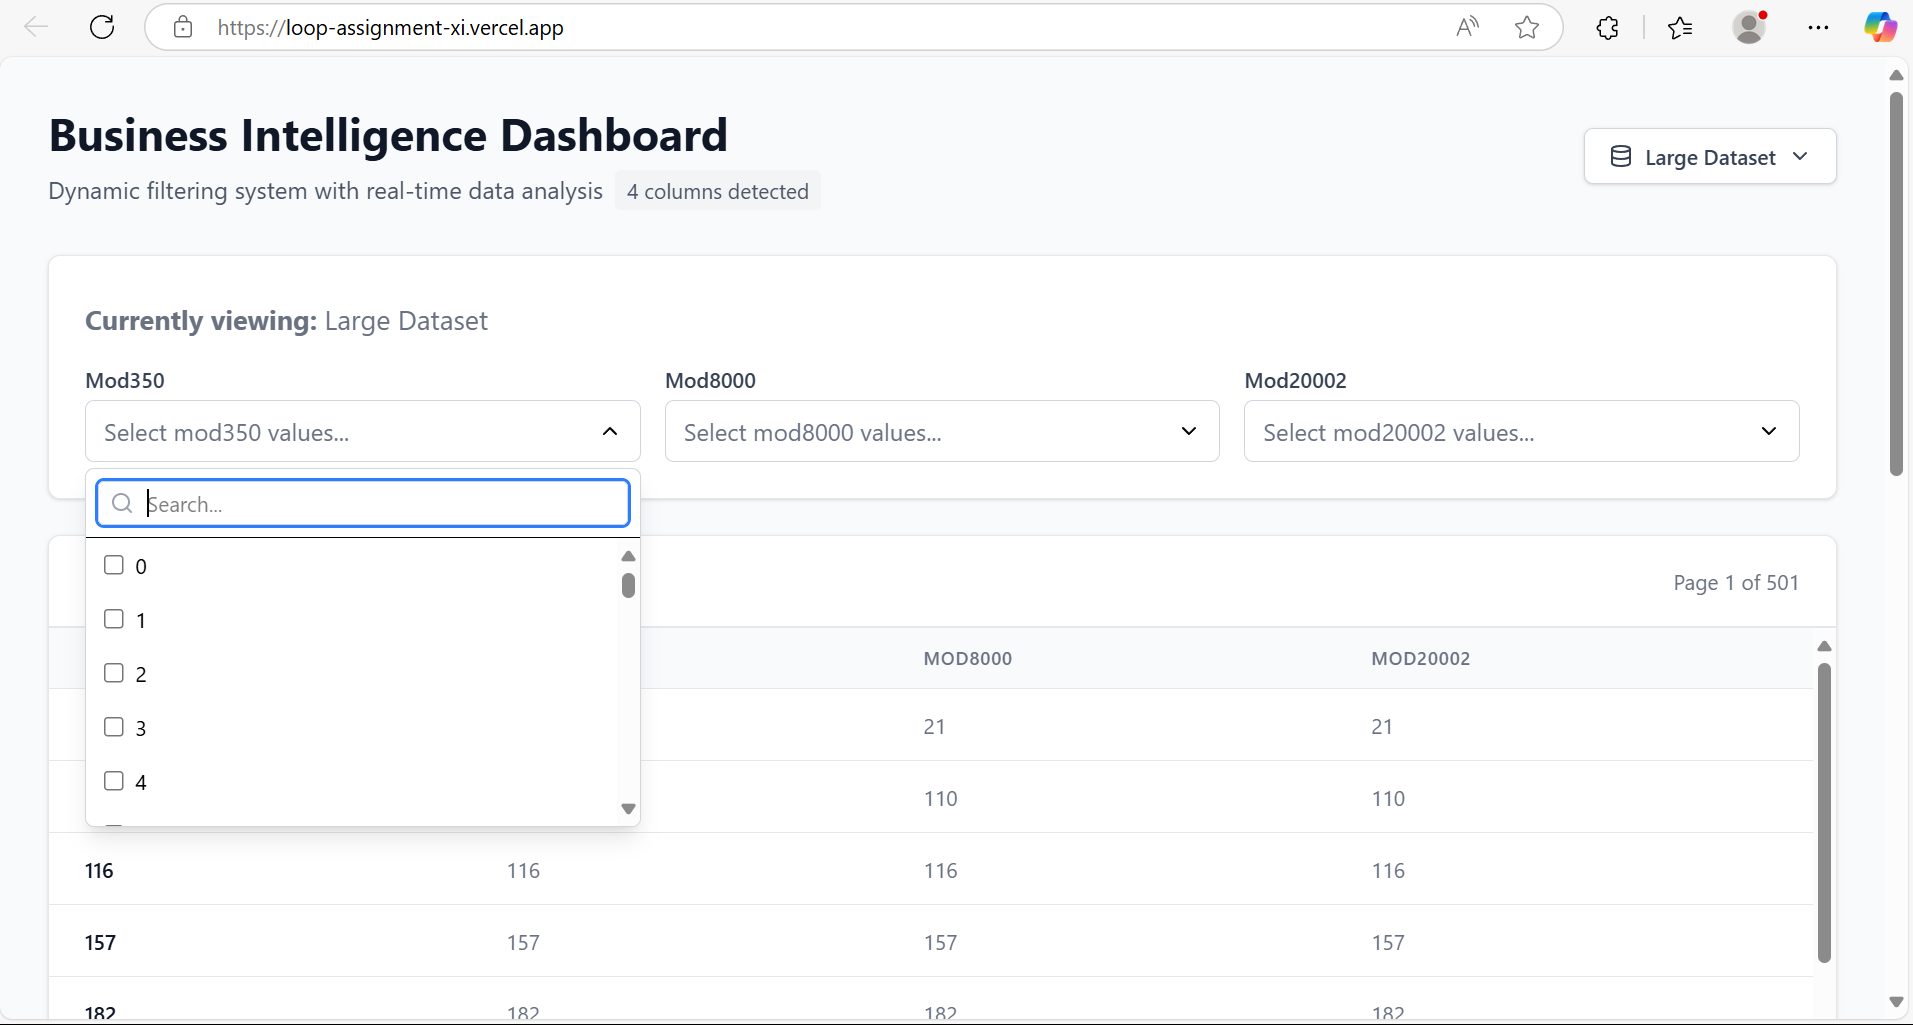 https://loop-assignment-xi.vercel.app
Business Intelligence Dashboard
Large Dataset
Dynamic filtering system with real-time data analysis 4 columns detected
Currently viewing: Large Dataset
Mod350 Mod8000 Mod20002
Select mod350 values... Select mod8000 values... Select mod20002 values...
Search...
0
1
2
3
4
Page 1 of 501
MOD8000 MOD20002
21 21
110 110
116 116 116 116
157 157 157 157
182 182 182 182